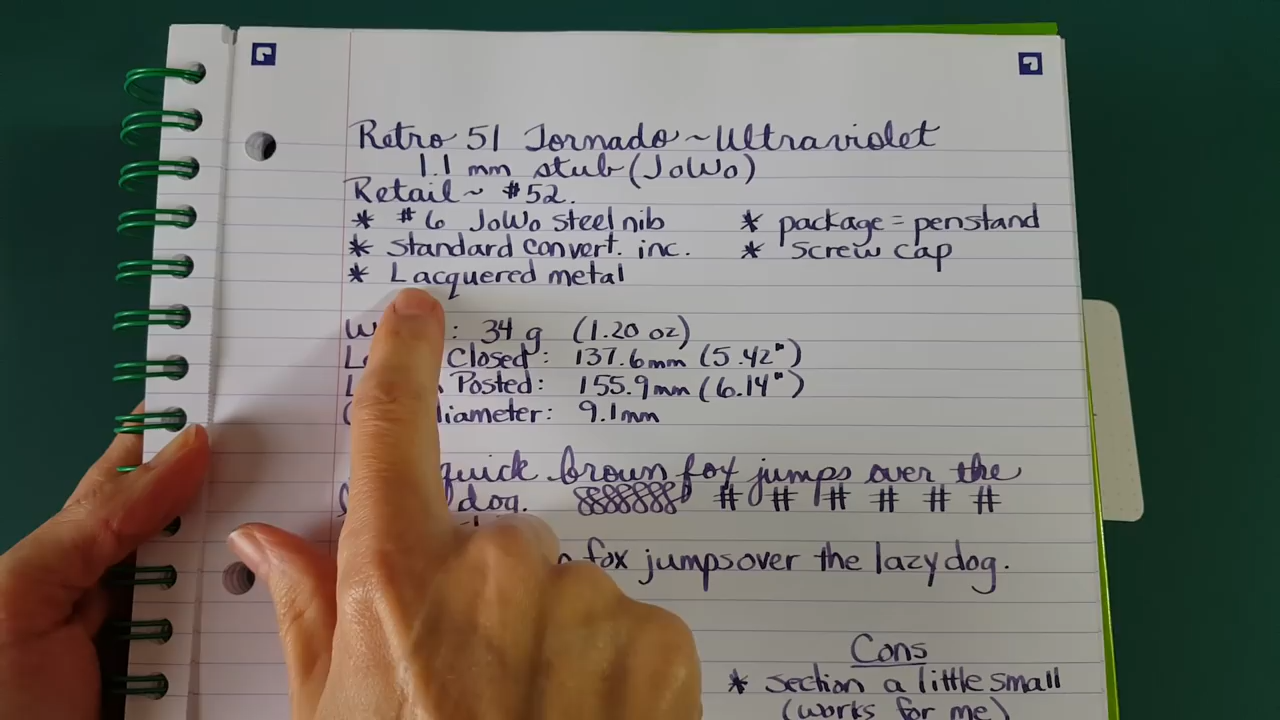 Retro 51 Tornado ~ Ultraviolet
1.1 mm stub (JoWo)
Retail ~ $52.
* #6 JoWo steel nib * package = penstand
* standard convert. inc. * screw cap
* Lacquered metal
: 34 g (1.20 oz)
Closed: 137.6mm (5.42")
Posted: 155.9mm (6.14")
9.1mm
quick brown fox jumps over the
dog. 88888888 # # # # # #
fox jumps over the lazy dog.
Cons
* section a little small
(works for me)